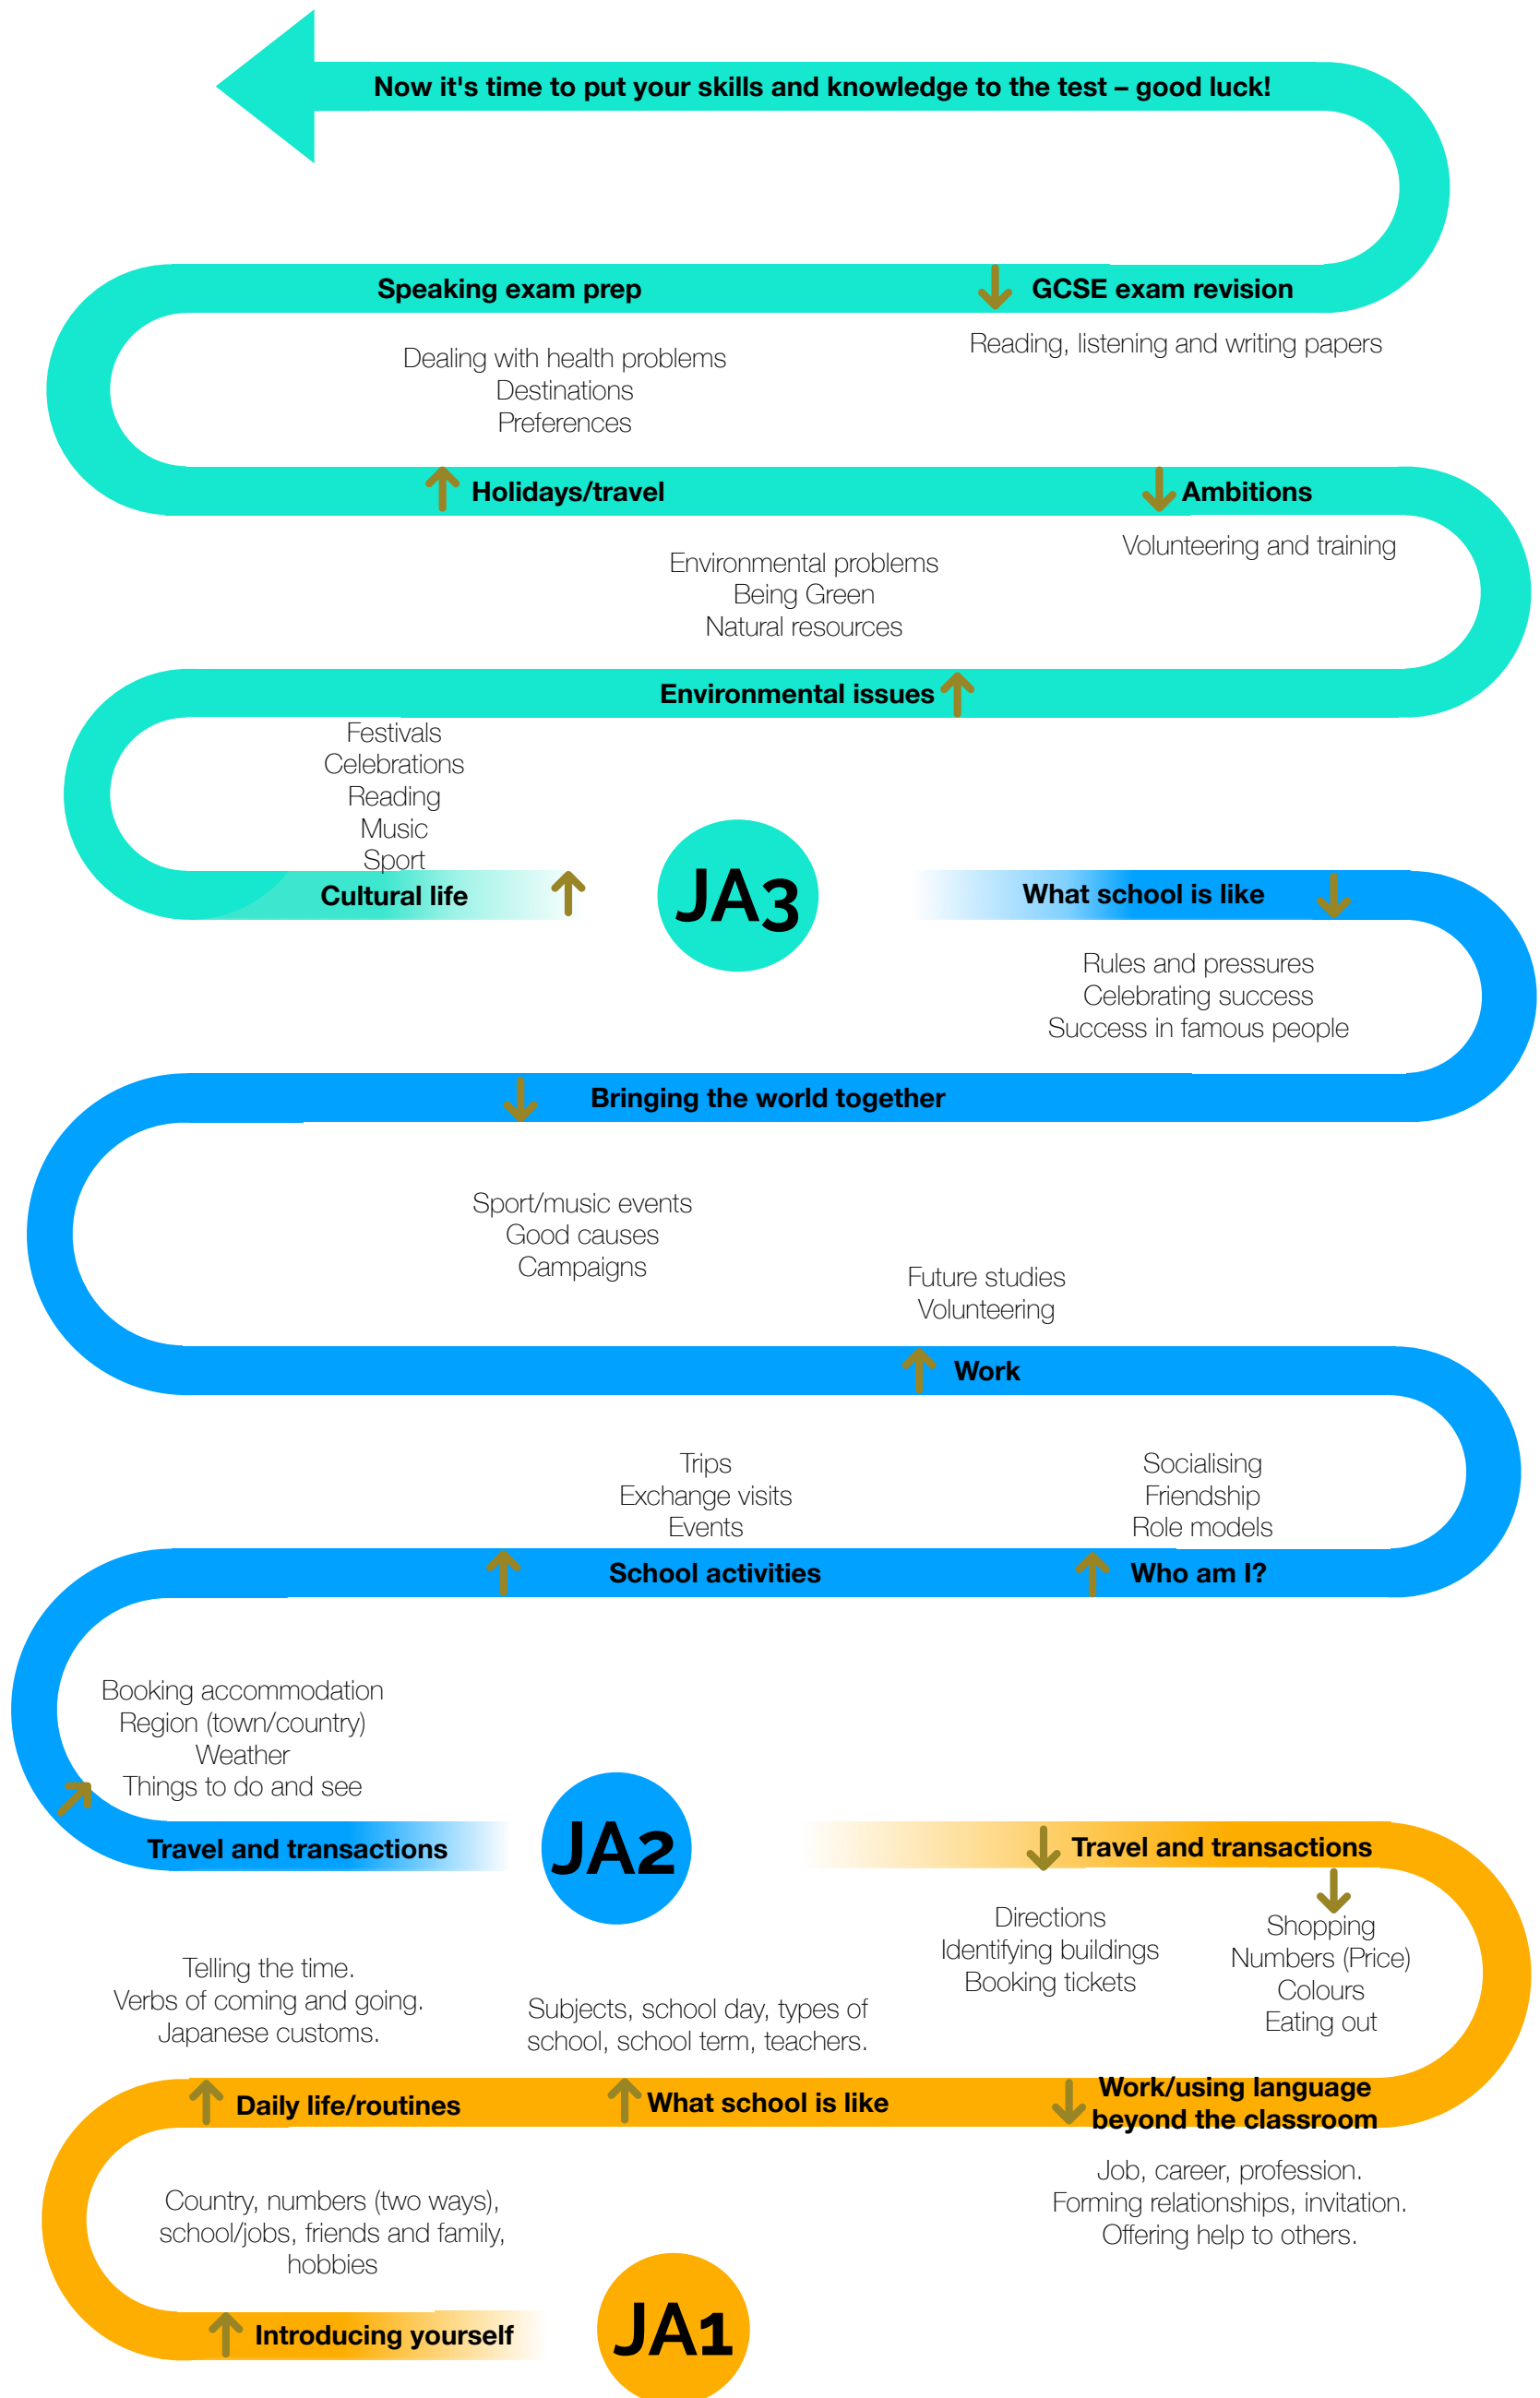 Now it's time to put your skills and knowledge to the test – good luck!
Speaking exam prep
GCSE exam revision
Reading, listening and writing papers
Dealing with health problems
Destinations
Preferences
Holidays/travel
Ambitions
Volunteering and training
Environmental problems
Being Green
Natural resources
Environmental issues
Festivals
Celebrations
Reading
Music
Sport
Cultural life
JA3
What school is like
Rules and pressures
Celebrating success
Success in famous people
Bringing the world together
Sport/music events
Good causes
Campaigns
Future studies
Volunteering
Work
Trips
Exchange visits
Events
Socialising
Friendship
Role models
School activities
Who am I?
Booking accommodation
Region (town/country)
Weather
Things to do and see
Travel and transactions
JA2
Travel and transactions
Directions
Identifying buildings
Booking tickets
Shopping
Numbers (Price)
Colours
Eating out
Telling the time.
Verbs of coming and going.
Japanese customs.
Subjects, school day, types of
school, school term, teachers.
Daily life/routines
What school is like
Work/using language
beyond the classroom
Job, career, profession.
Forming relationships, invitation.
Offering help to others.
Country, numbers (two ways),
school/jobs, friends and family,
hobbies
Introducing yourself
JA1